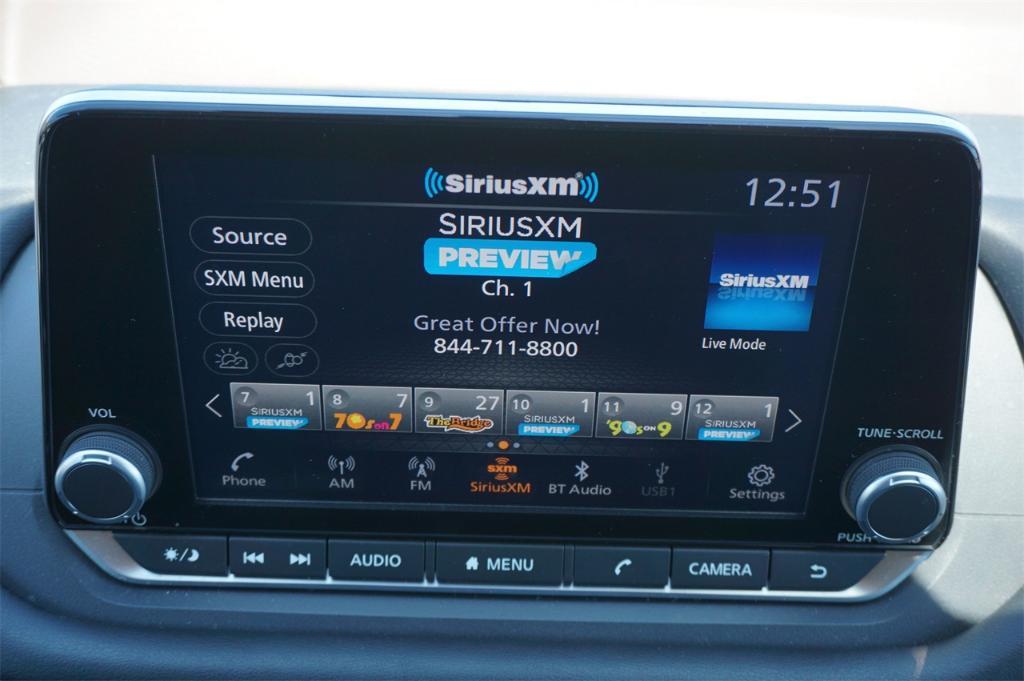 SiriusXM
12:51
SIRIUSXM
PREVIEW
Ch. 1
Source
SXM Menu
Replay
Great Offer Now!
844-711-8800
SiriusXM
Live Mode
7 1
SIRIUSXM
PREVIEW
8 7
70s on 7
9 27
The Bridge
10 1
SIRIUSXM
PREVIEW
11 9
'90s ON 9
12 1
SIRIUSXM
PREVIEW
VOL
TUNE·SCROLL
Phone
AM
FM
sxm
SiriusXM
BT Audio
USB1
Settings
PUSH
AUDIO
MENU
CAMERA